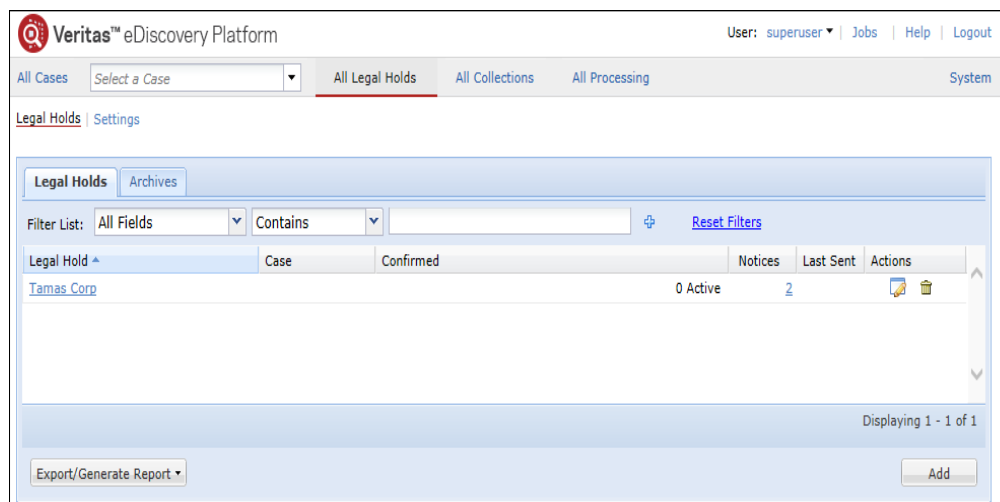 Veritas™ eDiscovery Platform
User: superuser | Jobs | Help | Logout
All Cases Select a Case All Legal Holds All Collections All Processing System
Legal Holds | Settings
Legal Holds Archives
Filter List: All Fields Contains Reset Filters
Legal Hold Case Confirmed Notices Last Sent Actions
Tamas Corp 0 Active 2
Displaying 1 - 1 of 1
Export/Generate Report Add